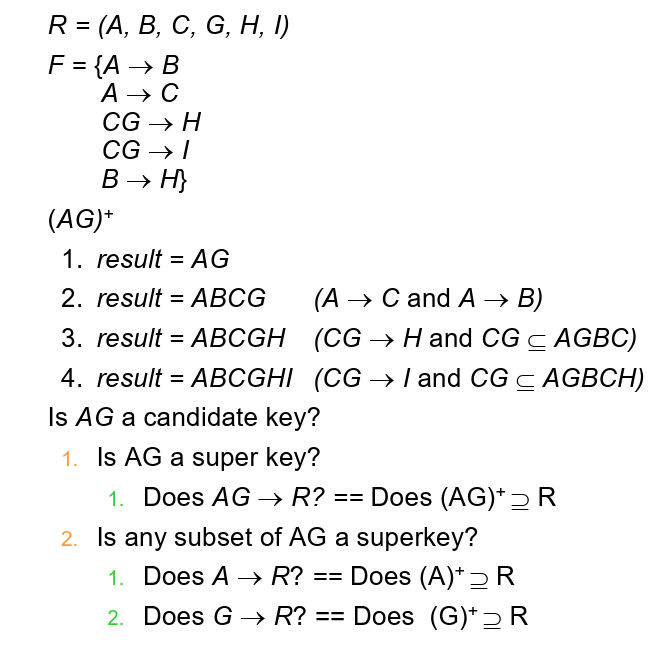 R = (A, B, C, G, H, I)
F = {A → B
A → C
CG → H
CG → I
B → H}
(AG)⁺
1. result = AG
2. result = ABCG (A → C and A → B)
3. result = ABCGH (CG → H and CG ⊆ AGBC)
4. result = ABCGHI (CG → I and CG ⊆ AGBCH)
Is AG a candidate key?
1. Is AG a super key?
1. Does AG → R? == Does (AG)⁺ ⊇ R
2. Is any subset of AG a superkey?
1. Does A → R? == Does (A)⁺ ⊇ R
2. Does G → R? == Does (G)⁺ ⊇ R